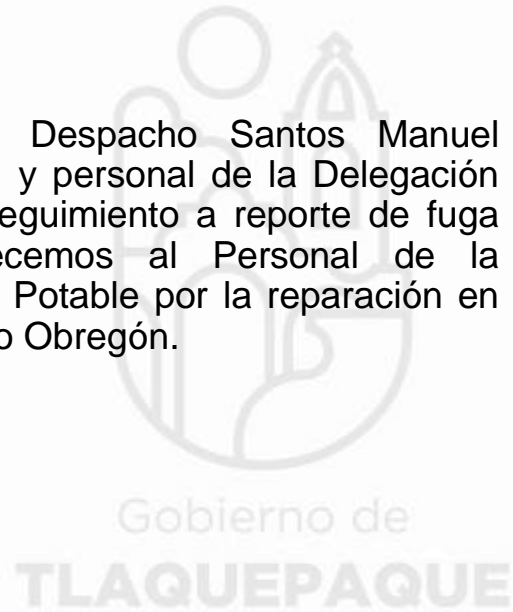 Despacho Santos Manuel
y personal de la Delegación
eguimiento a reporte de fuga
ecemos al Personal de la
Potable por la reparación en
o Obregón.
Gobierno de
TLAQUEPAQUE